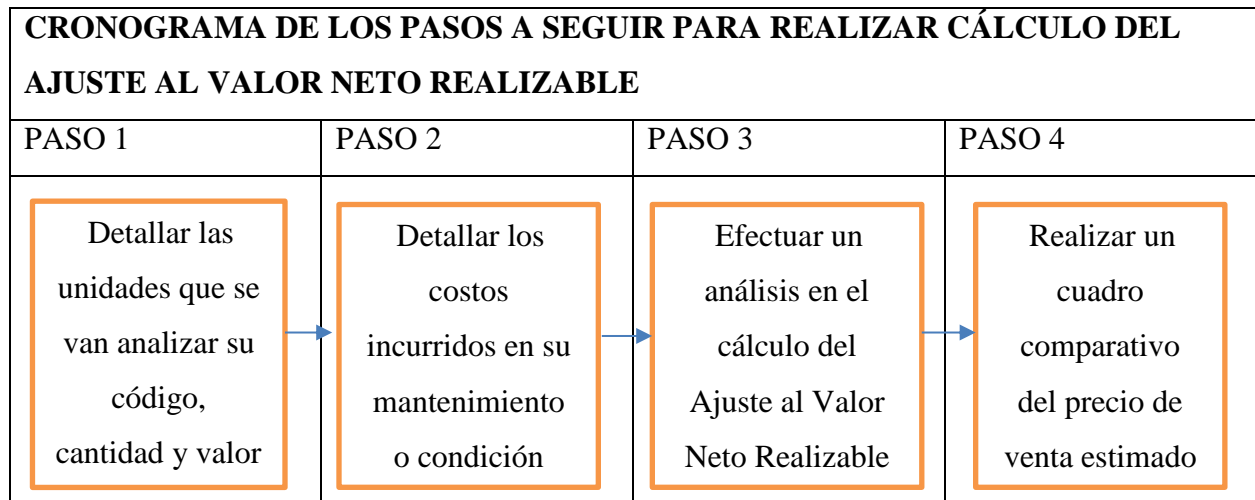 CRONOGRAMA DE LOS PASOS A SEGUIR PARA REALIZAR CÁLCULO DEL
AJUSTE AL VALOR NETO REALIZABLE
PASO 1
PASO 2
PASO 3
PASO 4
Detallar las
unidades que se
van analizar su
código,
cantidad y valor
Detallar los
costos
incurridos en su
mantenimiento
o condición
Efectuar un
análisis en el
cálculo del
Ajuste al Valor
Neto Realizable
Realizar un
cuadro
comparativo
del precio de
venta estimado